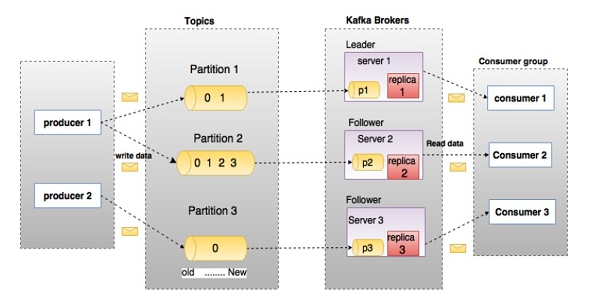 Topics
Kafka Brokers
Consumer group
Leader
server 1
p1
replica
1
Partition 1
0 1
producer 1
consumer 1
Follower
Server 2
p2
replica
2
Partition 2
0 1 2 3
write data
Read data
Consumer 2
producer 2
Follower
Server 3
p3
replica
3
Partition 3
0
Consumer 3
old ........ New